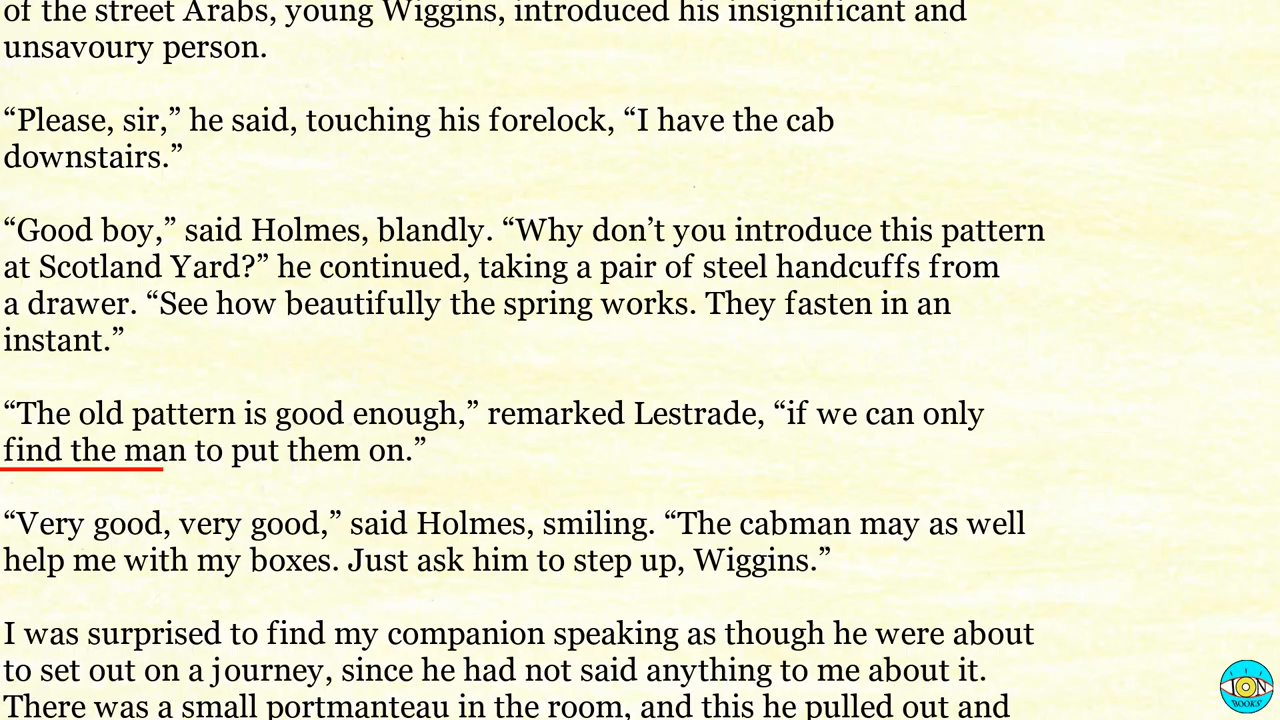 of the street Arabs, young Wiggins, introduced his insignificant and
unsavoury person.
“Please, sir,” he said, touching his forelock, “I have the cab
downstairs.”
“Good boy,” said Holmes, blandly. “Why don’t you introduce this pattern
at Scotland Yard?” he continued, taking a pair of steel handcuffs from
a drawer. “See how beautifully the spring works. They fasten in an
instant.”
“The old pattern is good enough,” remarked Lestrade, “if we can only
find the man to put them on.”
“Very good, very good,” said Holmes, smiling. “The cabman may as well
help me with my boxes. Just ask him to step up, Wiggins.”
I was surprised to find my companion speaking as though he were about
to set out on a journey, since he had not said anything to me about it.
There was a small portmanteau in the room, and this he pulled out and
ION
BOOKS